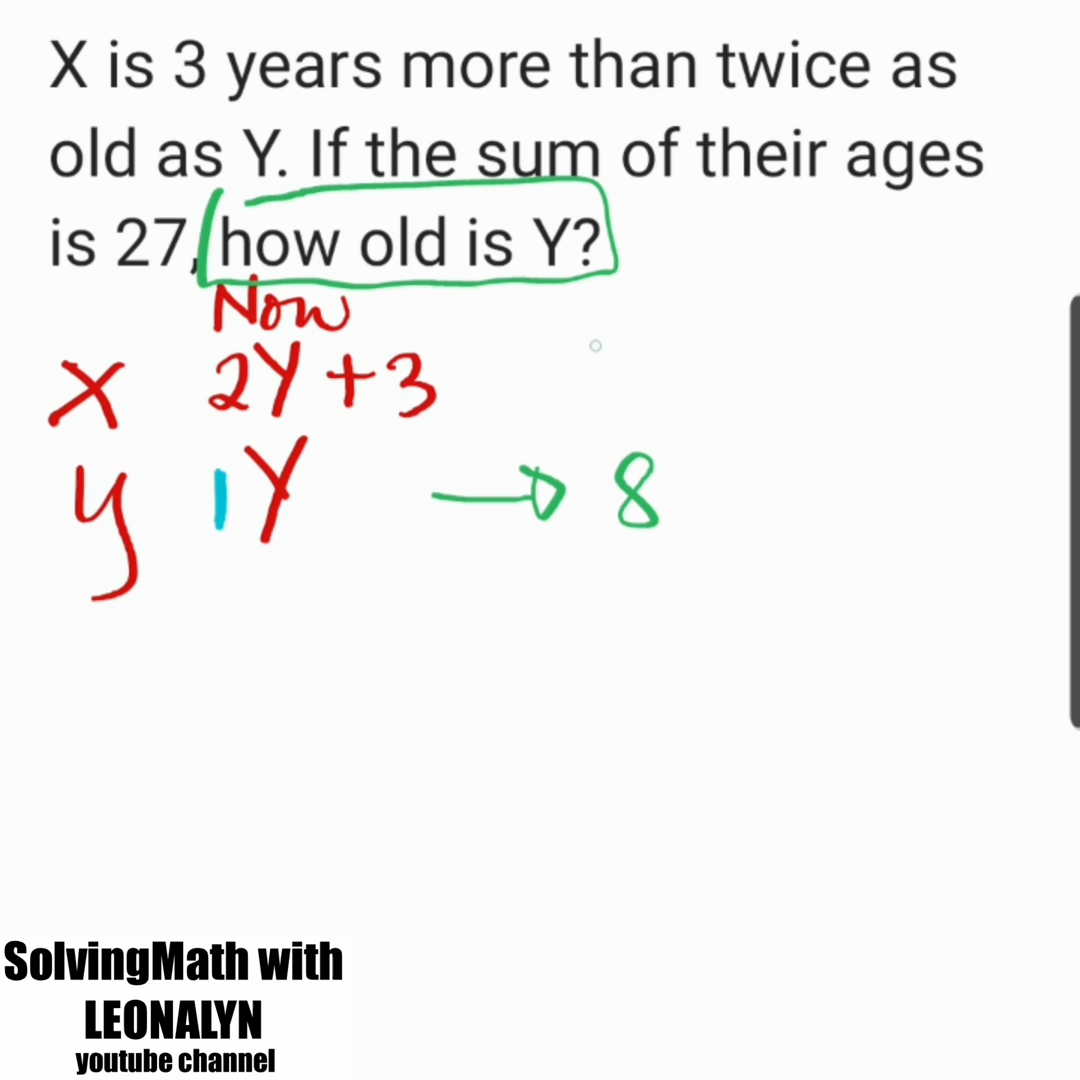 X is 3 years more than twice as
old as Y. If the sum of their ages
is 27, how old is Y?
Now
X 2Y + 3
y 1Y → 8
SolvingMath with
LEONALYN
youtube channel